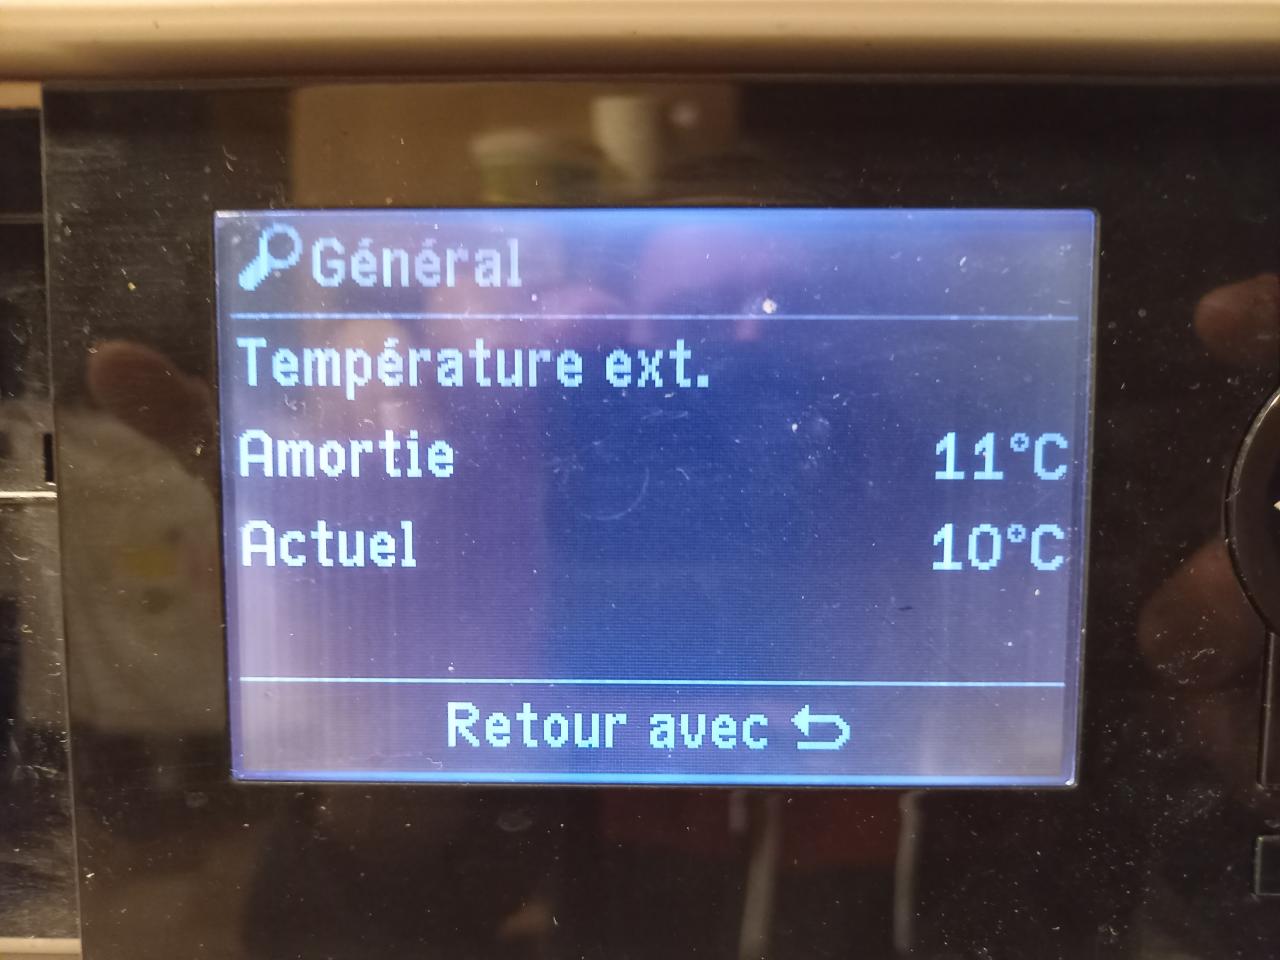 Général
Température ext.
Amortie 11°C
Actuel 10°C
Retour avec